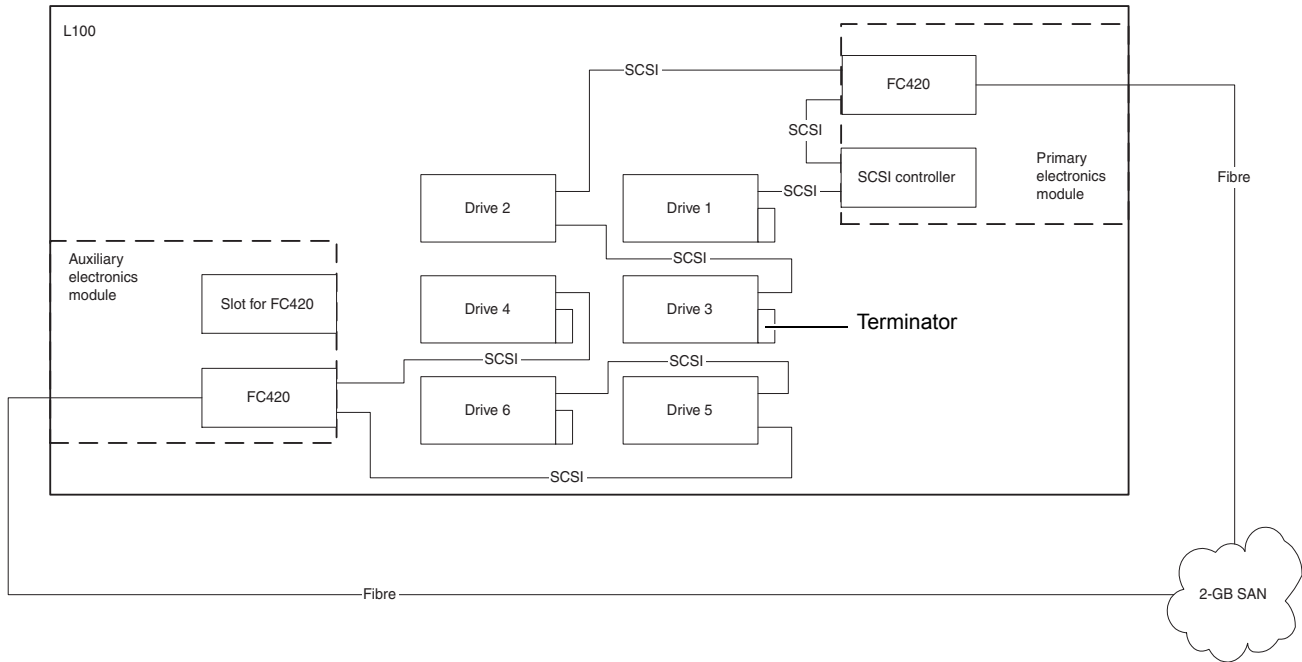 L100
SCSI
FC420
SCSI
SCSI controller
Primary
electronics
module
Fibre
SCSI
Drive 2
Drive 1
SCSI
Auxiliary
electronics
module
Slot for FC420
Drive 4
Drive 3
Terminator
SCSI
SCSI
FC420
Drive 6
Drive 5
SCSI
Fibre
2-GB SAN